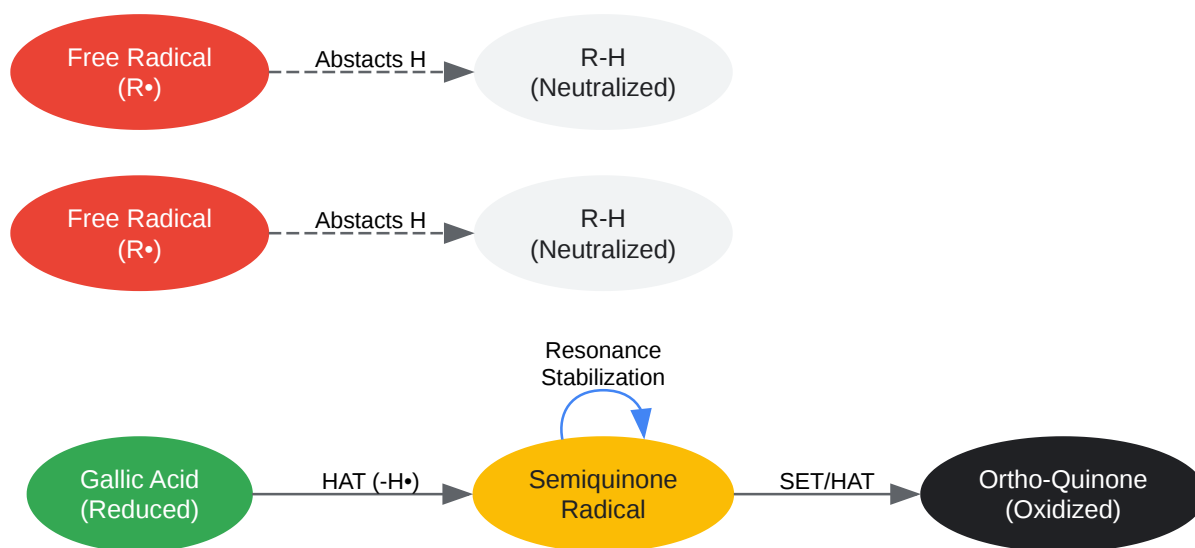 Free Radical
(R•)
Abstacts H
R-H
(Neutralized)
Free Radical
(R•)
Abstacts H
R-H
(Neutralized)
Resonance
Stabilization
Gallic Acid
(Reduced)
HAT (-H•)
Semiquinone
Radical
SET/HAT
Ortho-Quinone
(Oxidized)